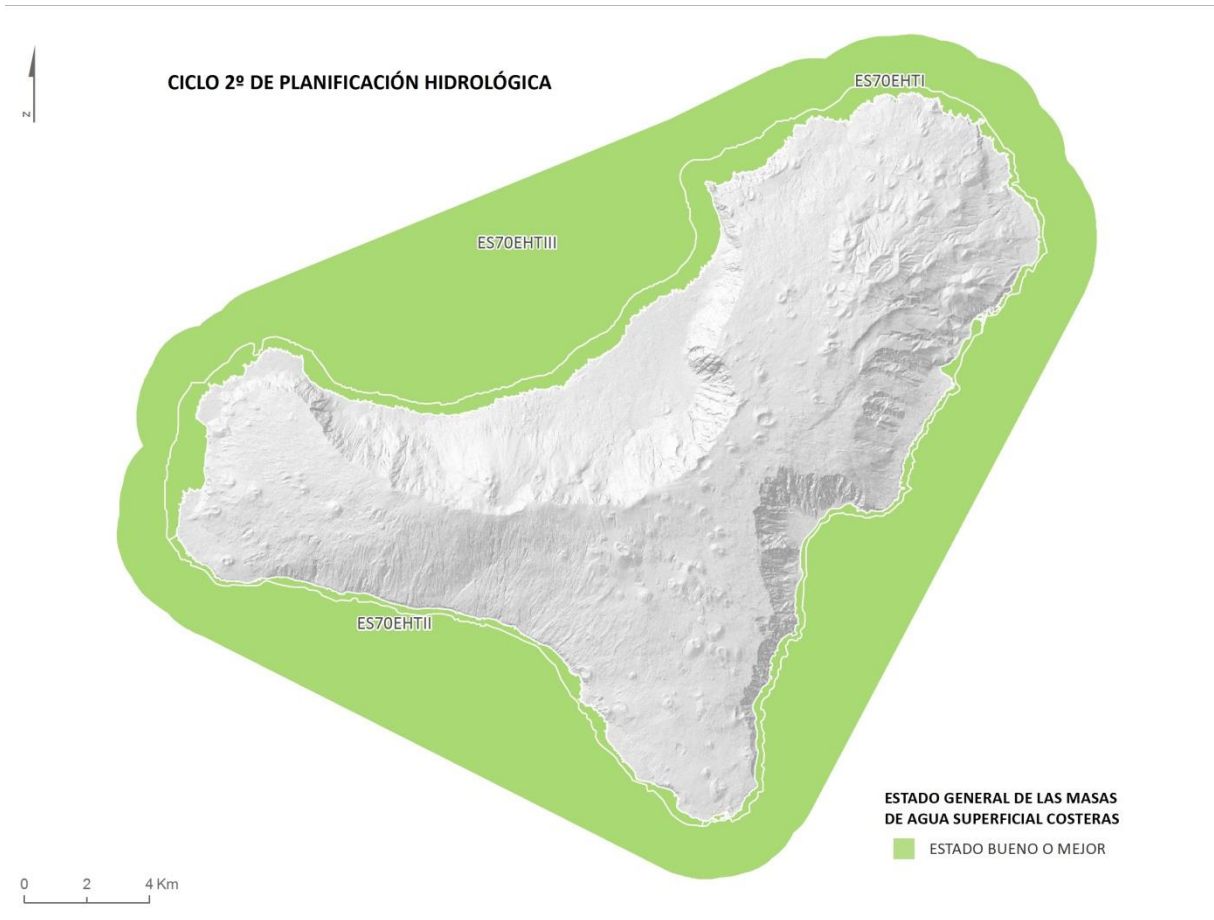 CICLO 2º DE PLANIFICACIÓN HIDROLÓGICA
ES70EHTI
N
ES70EHTIII
ES70EHTII
ESTADO GENERAL DE LAS MASAS
DE AGUA SUPERFICIAL COSTERAS
ESTADO BUENO O MEJOR
0 2 4 Km